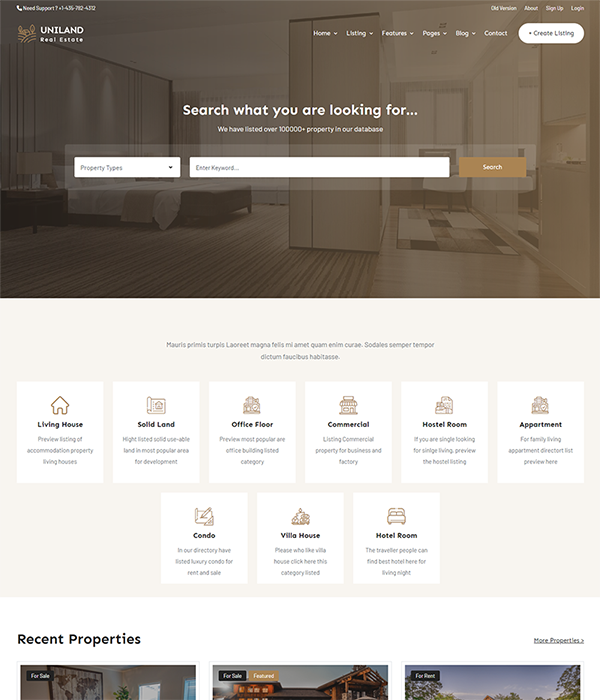 Need Support ? +1-435-782-4312
Old Version About Sign Up Login
UNILAND
Real Estate
Home Listing Features Pages Blog Contact + Create Listing
Search what you are looking for...
We have listed over 100000+ property in our database
Property Types Enter Keyword... Search
Mauris primis turpis Laoreet magna felis mi amet quam enim curae. Sodales semper tempor
dictum faucibus habitasse.
Living House
Preview listing of
accommodation property
living houses
Solid Land
Hight listed solid use-able
land in most popular area
for development
Office Floor
Preview most popular are
office building listed
category
Commercial
Listing Commercial
property for business and
factory
Hostel Room
If you are single looking
for sinlge living, preview
the hostel listing
Appartment
For family living
appartment directort list
preview here
Condo
In our directory have
listed luxury condo for
rent and sale
Villa House
Please who like villa
house click here this
category listed
Hotel Room
The traveller people can
find best hotel here for
living night
Recent Properties
More Properties >
For Sale
For Sale Featured
For Rent